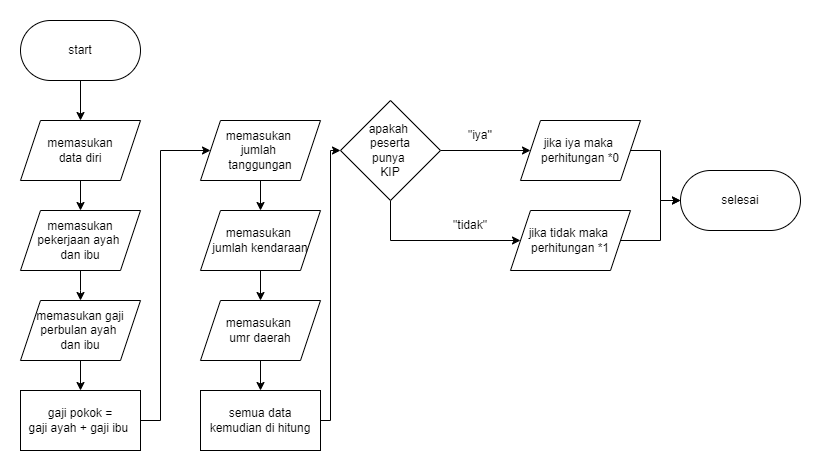 start
memasukan
data diri
memasukan
pekerjaan ayah
dan ibu
memasukan gaji
perbulan ayah
dan ibu
gaji pokok =
gaji ayah + gaji ibu
memasukan
jumlah
tanggungan
memasukan
jumlah kendaraan
memasukan
umr daerah
semua data
kemudian di hitung
apakah
peserta
punya
KIP
"iya"
jika iya maka
perhitungan *0
"tidak"
jika tidak maka
perhitungan *1
selesai